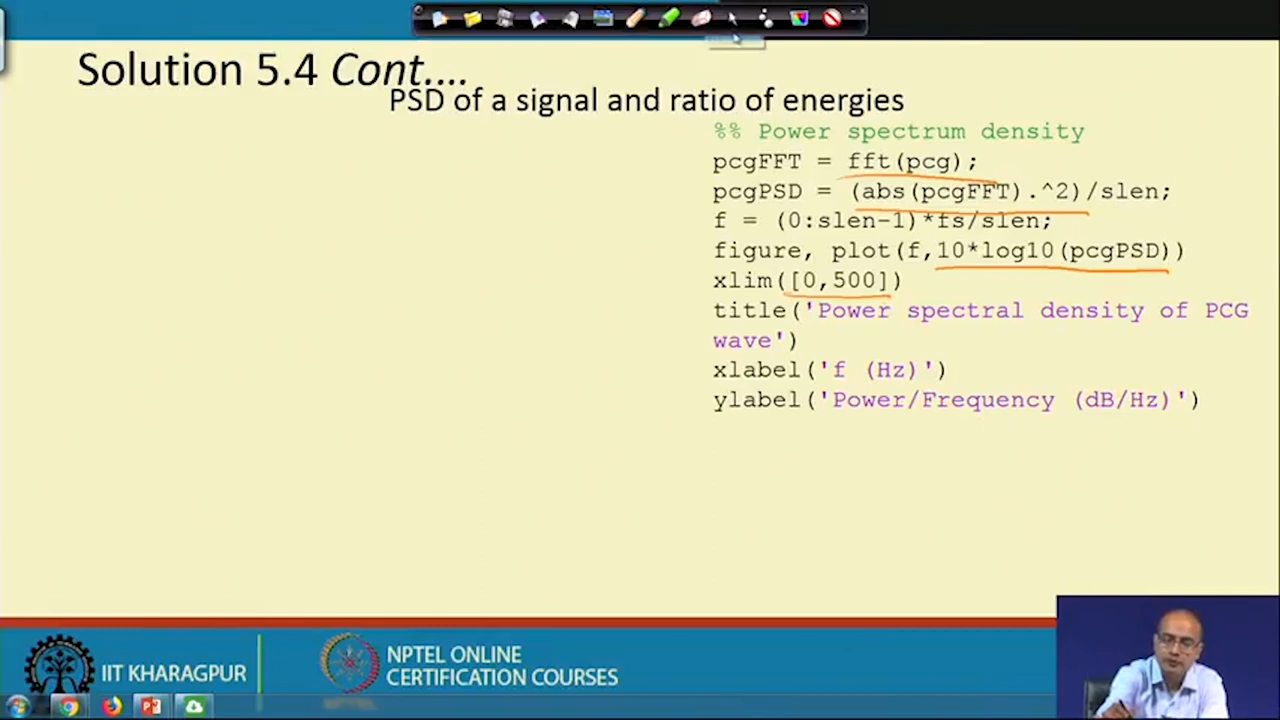 Solution 5.4 Cont....
PSD of a signal and ratio of energies
%% Power spectrum density
pcgFFT = fft(pcg);
pcgPSD = (abs(pcgFFT).^2)/slen;
f = (0:slen-1)*fs/slen;
figure, plot(f,10*log10(pcgPSD))
xlim([0,500])
title('Power spectral density of PCG
wave')
xlabel('f (Hz)')
ylabel('Power/Frequency (dB/Hz)')
IIT KHARAGPUR
NPTEL ONLINE
CERTIFICATION COURSES